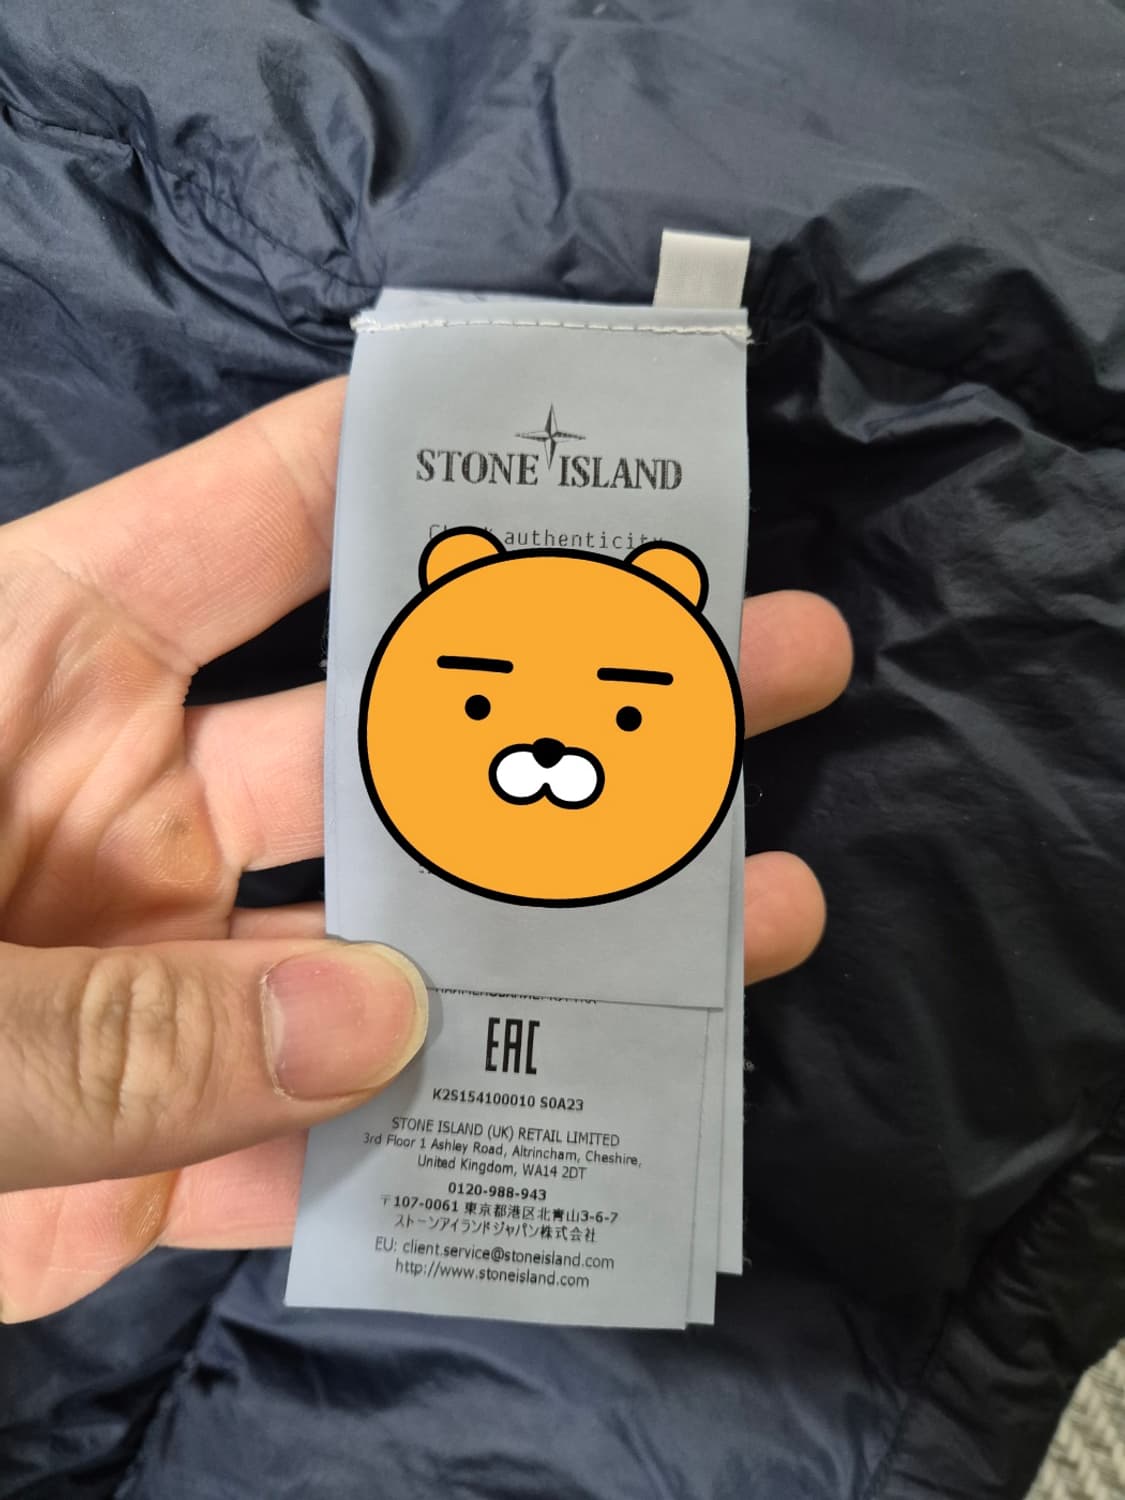 STONE ISLAND
authenticity
EAC
K2S154100010 S0A23
STONE ISLAND (UK) RETAIL LIMITED
3rd Floor 1 Ashley Road, Altrincham, Cheshire,
United Kingdom, WA14 2DT
0120-988-943
〒107-0061 東京都港区北青山3-6-7
ストーンアイランドジャパン株式会社
EU: client.service@stoneisland.com
http://www.stoneisland.com